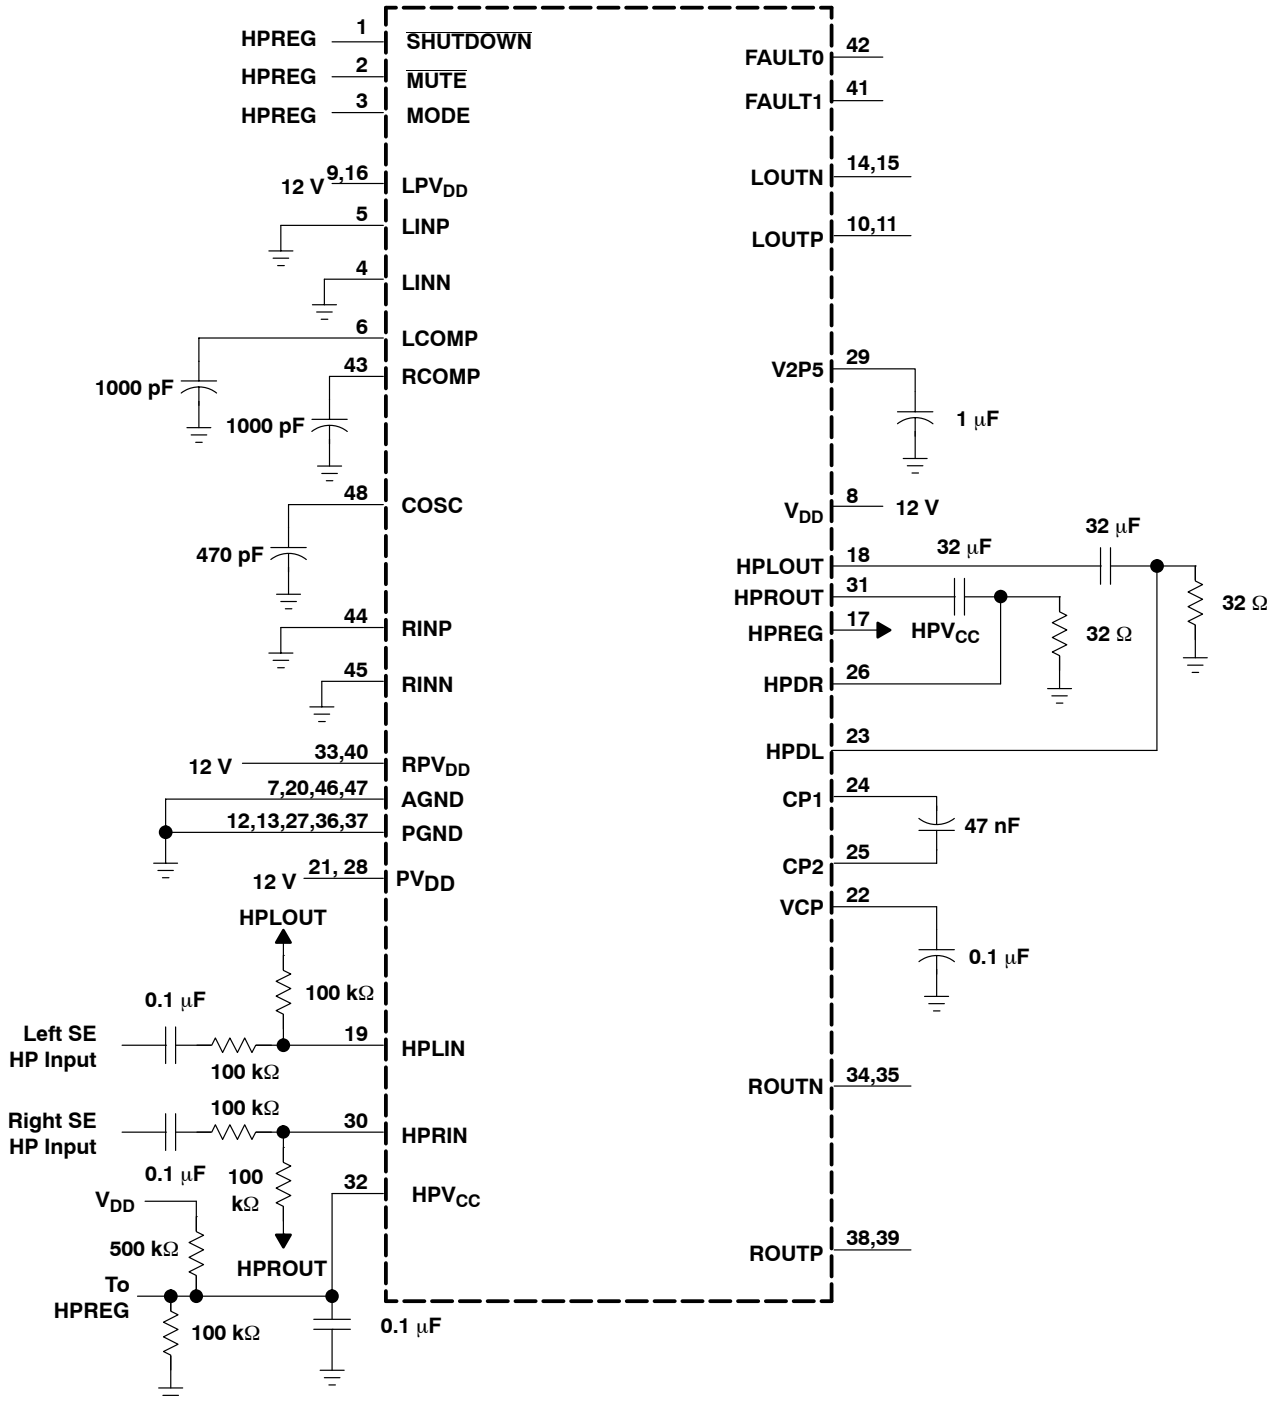 HPREG 1 SHUTDOWN
HPREG 2 MUTE
HPREG 3 MODE
12 V 9,16 LPVDD
5 LINP
4 LINN
6 LCOMP
1000 pF
43 RCOMP
1000 pF
48 COSC
470 pF
44 RINP
45 RINN
12 V 33,40 RPVDD
7,20,46,47 AGND
12,13,27,36,37 PGND
12 V 21, 28 PVDD
HPLOUT
100 kΩ
0.1 μF
Left SE
HP Input
100 kΩ
19 HPLIN
100 kΩ
Right SE
HP Input
30 HPRIN
0.1 μF
100
kΩ
HPROUT
32 HPVCC
VDD
500 kΩ
To
HPREG
100 kΩ
0.1 μF
FAULT0 42
FAULT1 41
LOUTN 14,15
LOUTP 10,11
V2P5 29
1 μF
VDD 8 12 V
HPLOUT 18
32 μF
32 Ω
HPROUT 31
32 μF
32 Ω
HPREG 17 HPVCC
HPDR 26
HPDL 23
CP1 24
47 nF
CP2 25
VCP 22
0.1 μF
ROUTN 34,35
ROUTP 38,39